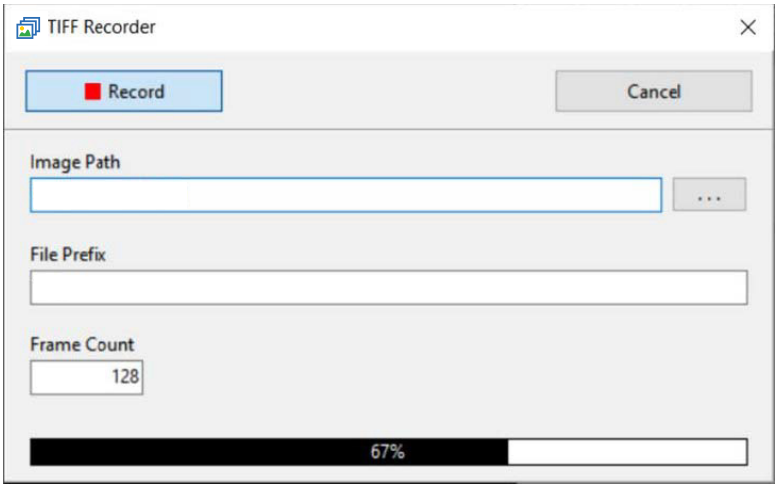 TIFF Recorder
Record
Cancel
Image Path
...
File Prefix
Frame Count
128
67%